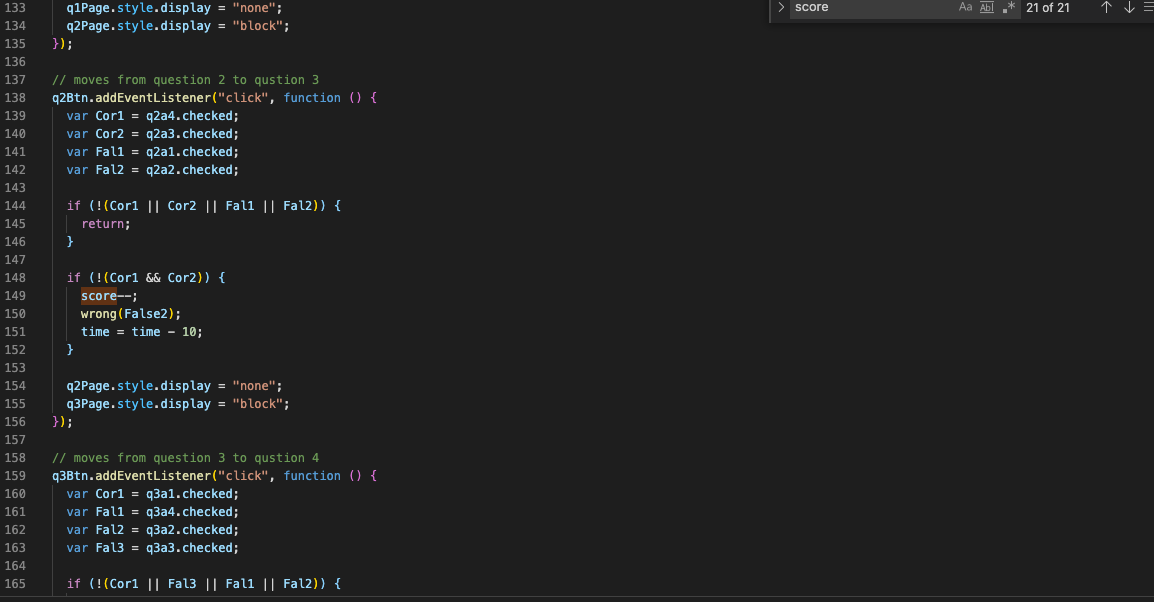 score Aa Abl .* 21 of 21
133 q1Page.style.display = "none";
134 q2Page.style.display = "block";
135 });
136
137 // moves from question 2 to qustion 3
138 q2Btn.addEventListener("click", function () {
139 var Cor1 = q2a4.checked;
140 var Cor2 = q2a3.checked;
141 var Fal1 = q2a1.checked;
142 var Fal2 = q2a2.checked;
143
144 if (!(Cor1 || Cor2 || Fal1 || Fal2)) {
145 return;
146 }
147
148 if (!(Cor1 && Cor2)) {
149 score--;
150 wrong(False2);
151 time = time - 10;
152 }
153
154 q2Page.style.display = "none";
155 q3Page.style.display = "block";
156 });
157
158 // moves from question 3 to qustion 4
159 q3Btn.addEventListener("click", function () {
160 var Cor1 = q3a1.checked;
161 var Fal1 = q3a4.checked;
162 var Fal2 = q3a2.checked;
163 var Fal3 = q3a3.checked;
164
165 if (!(Cor1 || Fal3 || Fal1 || Fal2)) {